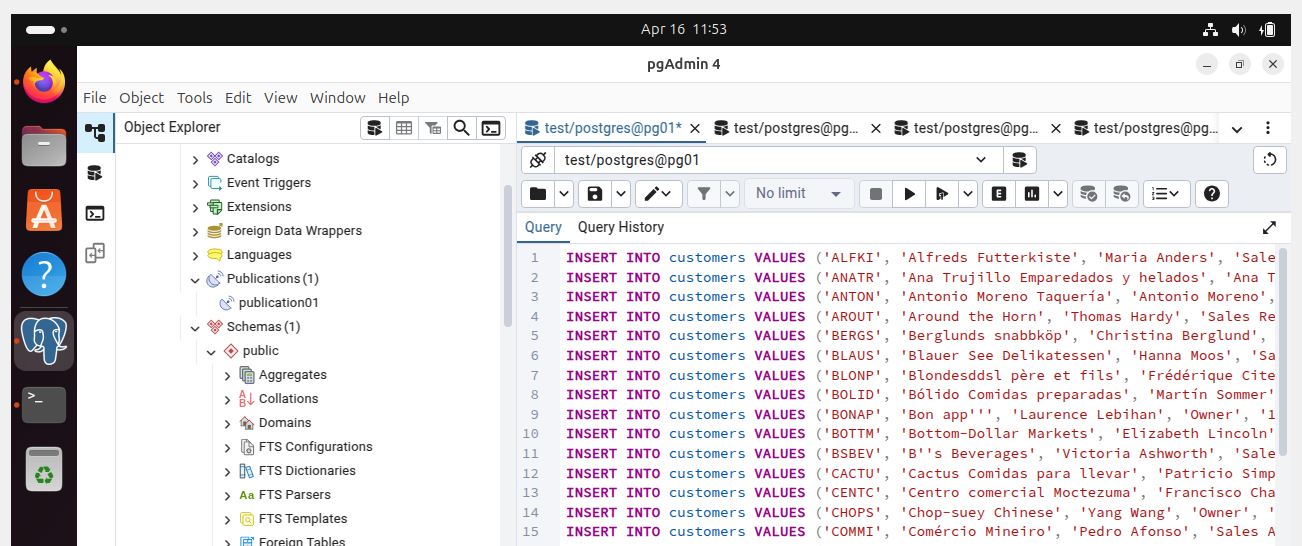 Apr 16 11:53
pgAdmin 4
File Object Tools Edit View Window Help
Object Explorer
test/postgres@pg01* test/postgres@pg... test/postgres@pg... test/postgres@pg...
test/postgres@pg01
No limit
E
Query Query History
Catalogs
Event Triggers
Extensions
Foreign Data Wrappers
Languages
Publications (1)
publication01
Schemas (1)
public
Aggregates
Collations
Domains
FTS Configurations
FTS Dictionaries
Aa FTS Parsers
FTS Templates
Foreign Tables
1 INSERT INTO customers VALUES ('ALFKI', 'Alfreds Futterkiste', 'Maria Anders', 'Sale
2 INSERT INTO customers VALUES ('ANATR', 'Ana Trujillo Emparedados y helados', 'Ana T
3 INSERT INTO customers VALUES ('ANTON', 'Antonio Moreno Taquería', 'Antonio Moreno',
4 INSERT INTO customers VALUES ('AROUT', 'Around the Horn', 'Thomas Hardy', 'Sales Re
5 INSERT INTO customers VALUES ('BERGS', 'Berglunds snabbköp', 'Christina Berglund',
6 INSERT INTO customers VALUES ('BLAUS', 'Blauer See Delikatessen', 'Hanna Moos', 'Sa
7 INSERT INTO customers VALUES ('BLONP', 'Blondesddsl père et fils', 'Frédérique Cite
8 INSERT INTO customers VALUES ('BOLID', 'Bólido Comidas preparadas', 'Martín Sommer'
9 INSERT INTO customers VALUES ('BONAP', 'Bon app''', 'Laurence Lebihan', 'Owner', '1
10 INSERT INTO customers VALUES ('BOTTM', 'Bottom-Dollar Markets', 'Elizabeth Lincoln'
11 INSERT INTO customers VALUES ('BSBEV', 'B''s Beverages', 'Victoria Ashworth', 'Sale
12 INSERT INTO customers VALUES ('CACTU', 'Cactus Comidas para llevar', 'Patricio Simp
13 INSERT INTO customers VALUES ('CENTC', 'Centro comercial Moctezuma', 'Francisco Cha
14 INSERT INTO customers VALUES ('CHOPS', 'Chop-suey Chinese', 'Yang Wang', 'Owner', '
15 INSERT INTO customers VALUES ('COMMI', 'Comércio Mineiro', 'Pedro Afonso', 'Sales A